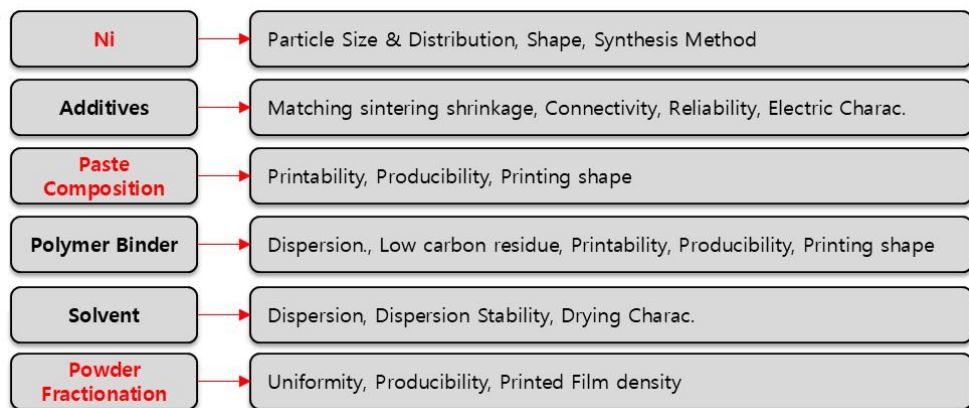 Ni
Particle Size & Distribution, Shape, Synthesis Method
Additives
Matching sintering shrinkage, Connectivity, Reliability, Electric Charac.
Paste
Composition
Printability, Producibility, Printing shape
Polymer Binder
Dispersion., Low carbon residue, Printability, Producibility, Printing shape
Solvent
Dispersion, Dispersion Stability, Drying Charac.
Powder
Fractionation
Uniformity, Producibility, Printed Film density